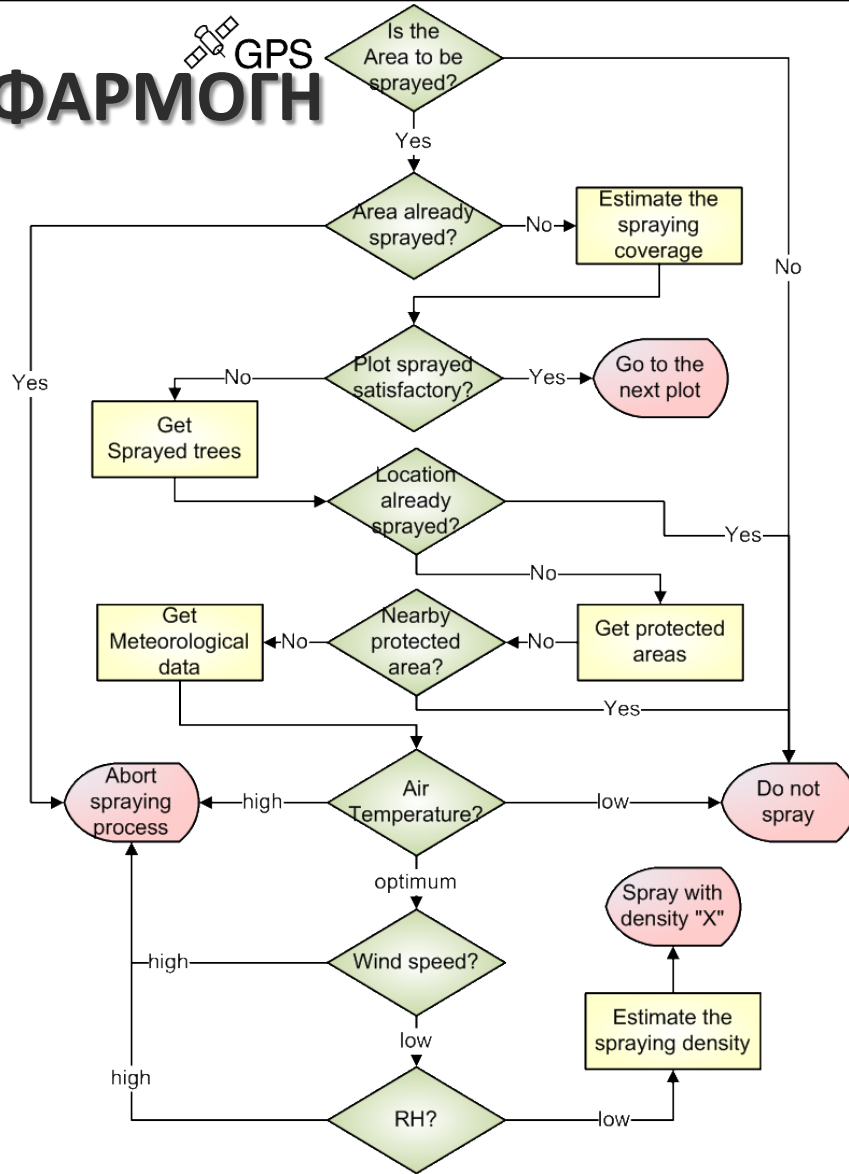 GPS
ΦΑΡΜΟΓΗ
Is the
Area to be
sprayed?
Yes
No
Area already
sprayed?
No
Estimate the
spraying
coverage
Yes
Plot sprayed
satisfactory?
No
Yes
Go to the
next plot
Get
Sprayed trees
Location
already
sprayed?
Yes
No
Get
Meteorological
data
No
Nearby
protected
area?
No
Get protected
areas
Yes
Abort
spraying
process
high
Air
Temperature?
low
Do not
spray
optimum
Spray with
density "X"
high
Wind speed?
low
Estimate the
spraying density
high
RH?
low